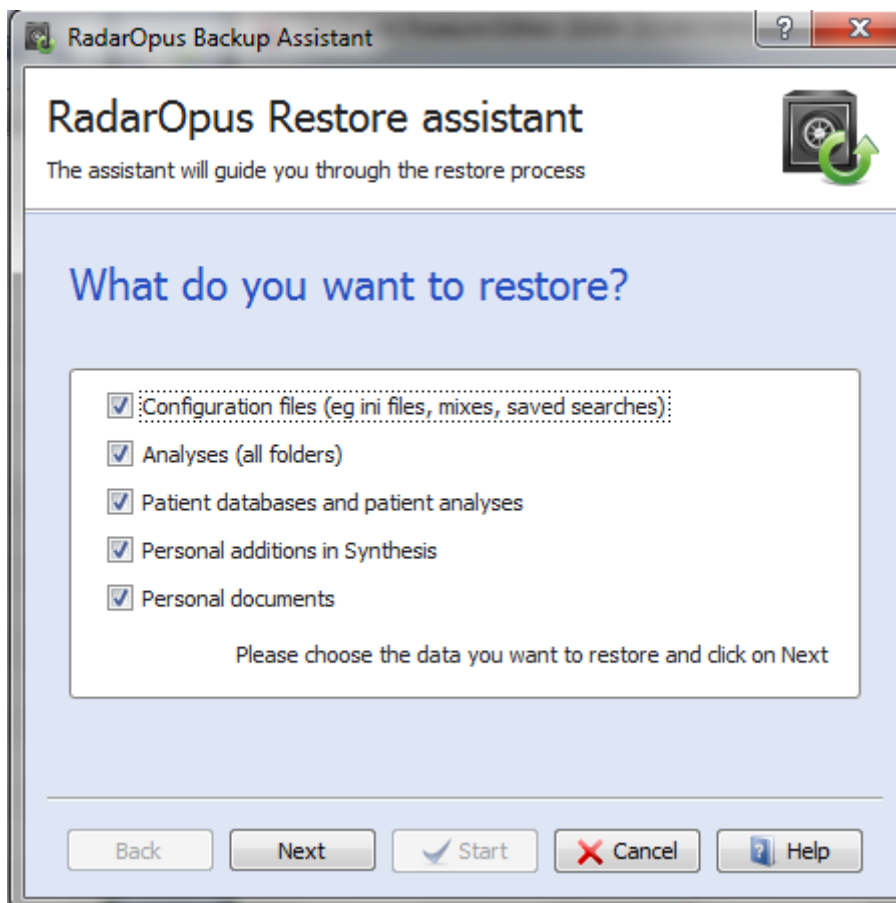 RadarOpus Backup Assistant
RadarOpus Restore assistant
The assistant will guide you through the restore process
What do you want to restore?
Configuration files (eg ini files, mixes, saved searches)
Analyses (all folders)
Patient databases and patient analyses
Personal additions in Synthesis
Personal documents
Please choose the data you want to restore and click on Next
Back Next Start Cancel Help